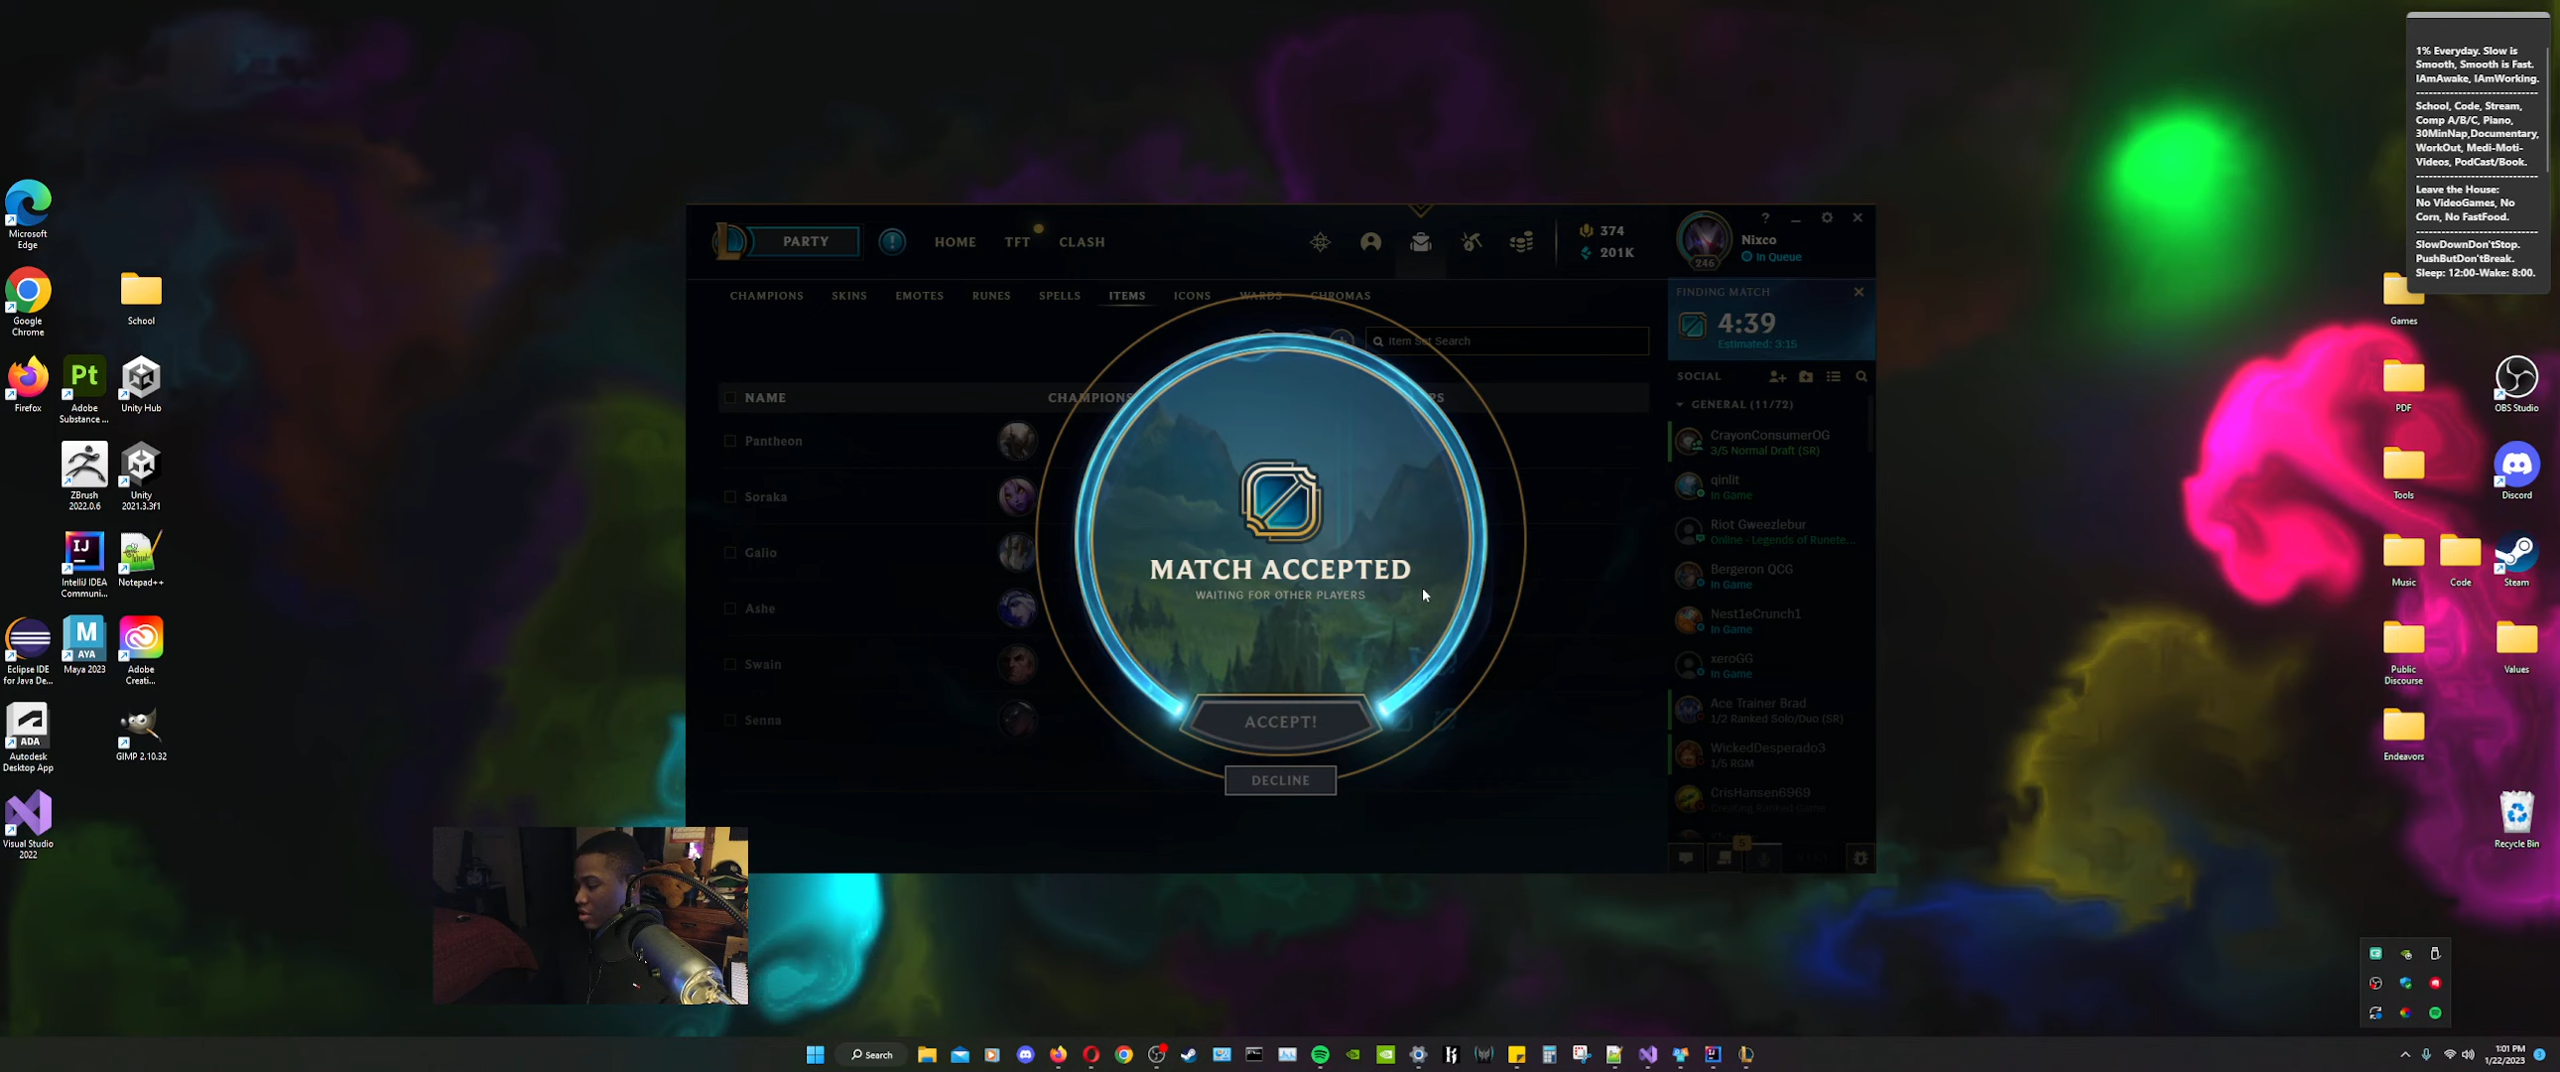 1% Everyday. Slow is
Smooth, Smooth is Fast.
IAmAwake, IAmWorking.
School, Code, Stream,
Comp A/B/C, Piano,
30MinNap,Documentary,
WorkOut, Medi-Moti-
Videos, PodCast/Book.
Leave the House:
No VideoGames, No
Corn, No FastFood.
SlowDownDon'tStop.
PushButDon'tBreak.
Sleep: 12:00-Wake: 8:00.
Microsoft
Edge
Google
Chrome
School
Firefox
Pt
Adobe
Substance ...
Unity Hub
ZBrush
2022.0.6
Unity
2021.3.3f1
IJ
IntelliJ IDEA
Communi...
Notepad++
Eclipse IDE
for Java De...
M
AYA
Maya 2023
Adobe
Creati...
ADA
Autodesk
Desktop App
GIMP 2.10.32
Visual Studio
2022
PARTY
HOME
TFT
CLASH
374
201K
246
Nixco
In Queue
CHAMPIONS
SKINS
EMOTES
RUNES
SPELLS
ITEMS
ICONS
WARDS
CHROMAS
Item Set Search
NAME
CHAMPIONS
Pantheon
Soraka
Galio
Ashe
Swain
Senna
MATCH ACCEPTED
WAITING FOR OTHER PLAYERS
ACCEPT!
DECLINE
FINDING MATCH
4:39
Estimated: 3:15
SOCIAL
GENERAL (11/72)
CrayonConsumerOG
3/5 Normal Draft (SR)
qinlit
In Game
Riot Gweezlebur
Online - Legends of Runete...
Bergeron QCG
In Game
Nest1eCrunch1
In Game
xeroGG
In Game
Ace Trainer Brad
1/2 Ranked Solo/Duo (SR)
WickedDesperado3
1/5 RGM
CrisHansen6969
Creating Ranked Game
5
Games
PDF
OBS Studio
Tools
Discord
Music
Code
Steam
Public
Discourse
Values
Endeavors
Recycle Bin
Search
1:01 PM
1/22/2023